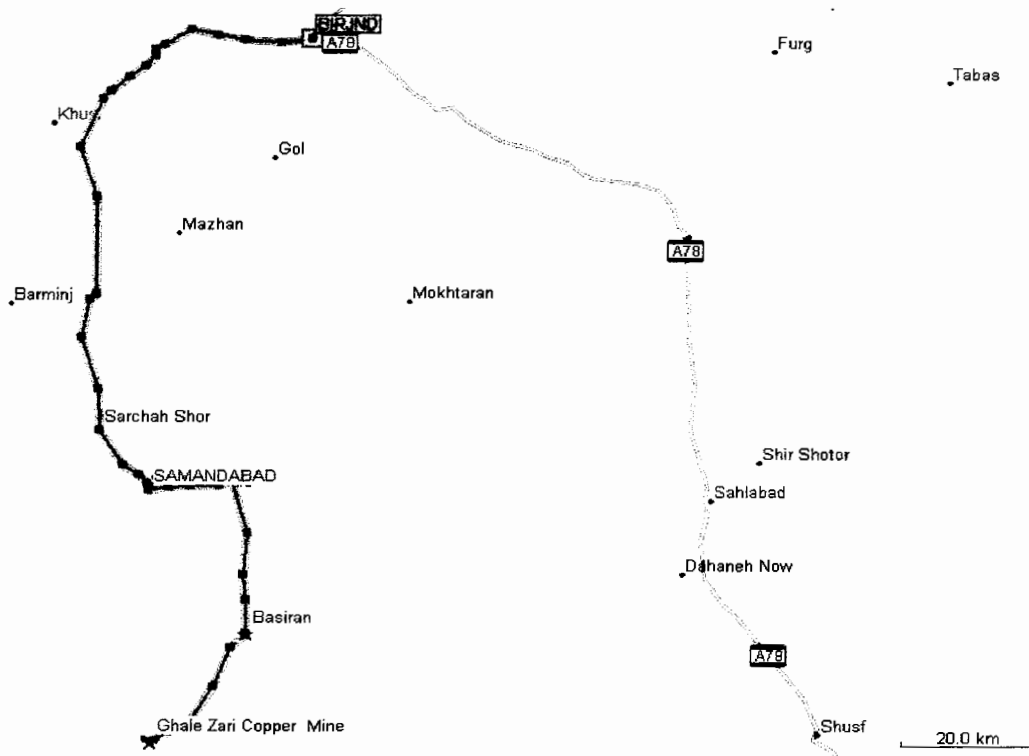 BIRJND
A78
Furg
Tabas
Khus
Gol
Mazhan
A78
Barminj
Mokhtaran
Sarchah Shor
Shir Shotor
SAMANDABAD
Sahlabad
Dahaneh Now
Basiran
A78
Ghale Zari Copper Mine
Shusf
20.0 km